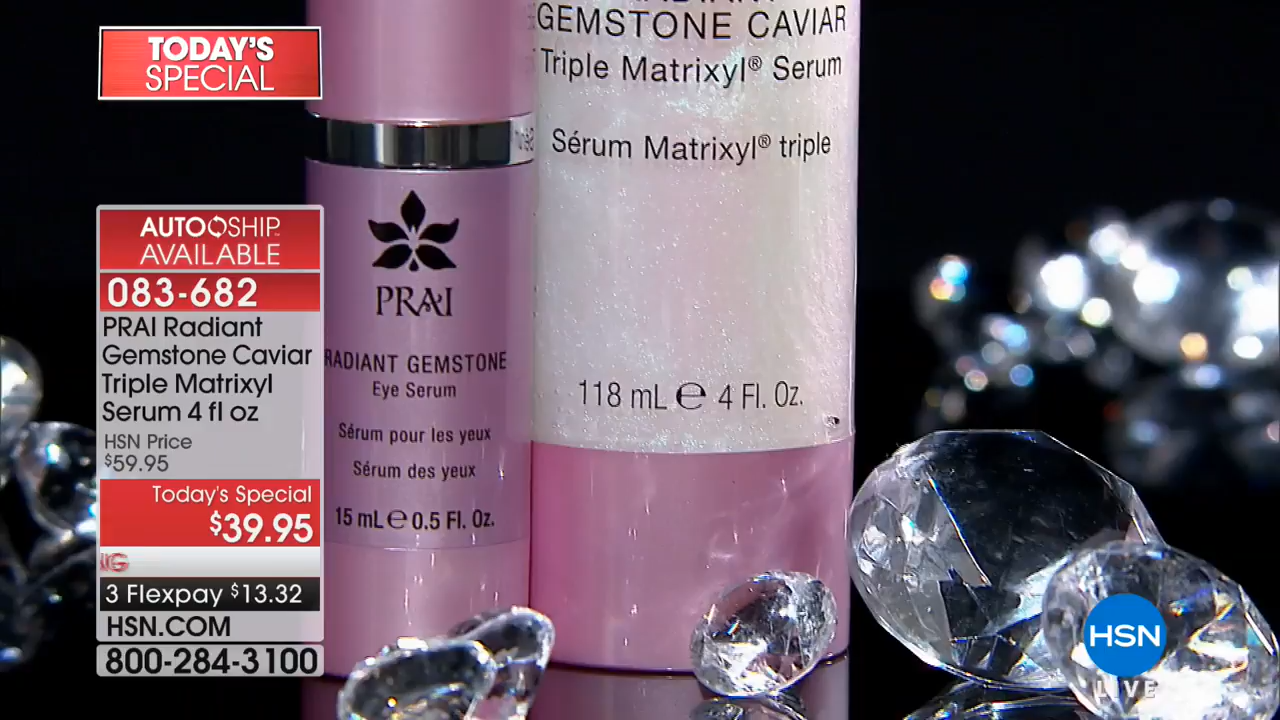 TODAY'S
SPECIAL
AUTOSHIP
AVAILABLE
083-682
PRAI Radiant
Gemstone Caviar
Triple Matrixyl
Serum 4 fl oz
HSN Price
$59.95
Today's Special
$39.95
3 Flexpay $13.32
HSN.COM
800-284-3100
PRAI
RADIANT GEMSTONE
Eye Serum
Sérum pour les yeux
Sérum des yeux
15 mL℮0.5 Fl. Oz.
GEMSTONE CAVIAR
Triple Matrixyl® Serum
Sérum Matrixyl® triple
118 mL ℮ 4 Fl. Oz.
HSN
LIVE